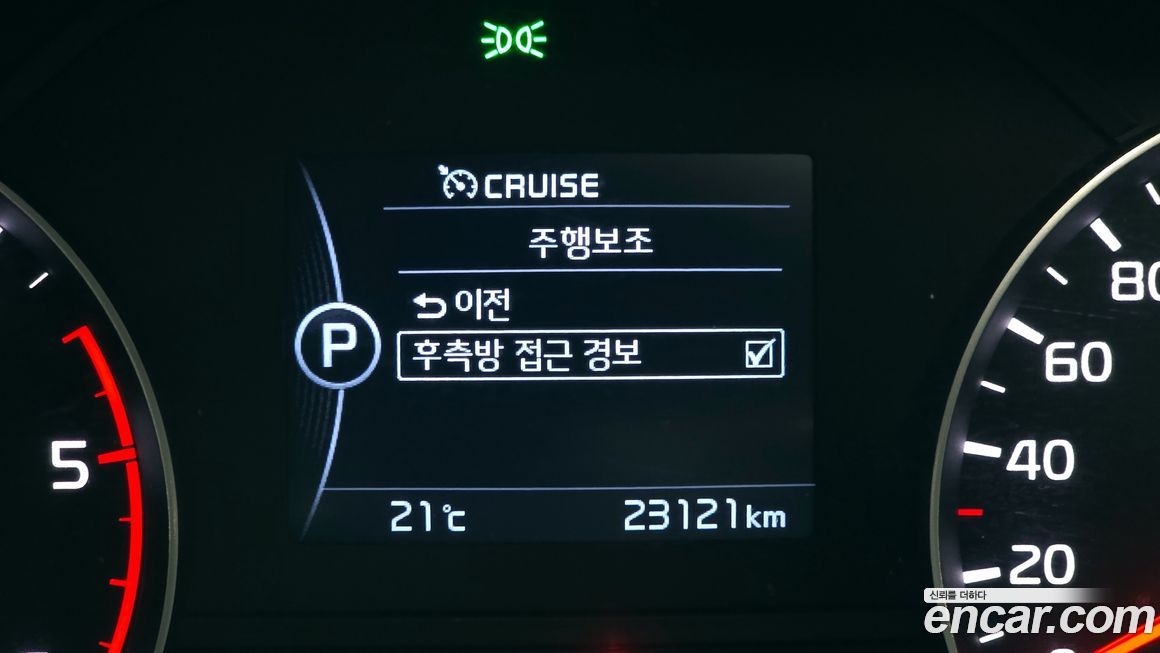 CRUISE
주행보조
이전
P
후측방 접근 경보
21℃
23121km
5
80
60
40
20
신뢰를 더하다
encar.com